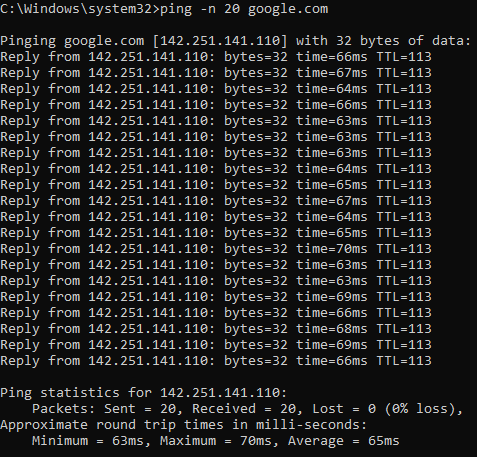 C:\Windows\system32>ping -n 20 google.com
Pinging google.com [142.251.141.110] with 32 bytes of data:
Reply from 142.251.141.110: bytes=32 time=66ms TTL=113
Reply from 142.251.141.110: bytes=32 time=67ms TTL=113
Reply from 142.251.141.110: bytes=32 time=64ms TTL=113
Reply from 142.251.141.110: bytes=32 time=66ms TTL=113
Reply from 142.251.141.110: bytes=32 time=63ms TTL=113
Reply from 142.251.141.110: bytes=32 time=63ms TTL=113
Reply from 142.251.141.110: bytes=32 time=63ms TTL=113
Reply from 142.251.141.110: bytes=32 time=64ms TTL=113
Reply from 142.251.141.110: bytes=32 time=65ms TTL=113
Reply from 142.251.141.110: bytes=32 time=67ms TTL=113
Reply from 142.251.141.110: bytes=32 time=64ms TTL=113
Reply from 142.251.141.110: bytes=32 time=65ms TTL=113
Reply from 142.251.141.110: bytes=32 time=70ms TTL=113
Reply from 142.251.141.110: bytes=32 time=63ms TTL=113
Reply from 142.251.141.110: bytes=32 time=63ms TTL=113
Reply from 142.251.141.110: bytes=32 time=69ms TTL=113
Reply from 142.251.141.110: bytes=32 time=66ms TTL=113
Reply from 142.251.141.110: bytes=32 time=68ms TTL=113
Reply from 142.251.141.110: bytes=32 time=69ms TTL=113
Reply from 142.251.141.110: bytes=32 time=66ms TTL=113
Ping statistics for 142.251.141.110:
Packets: Sent = 20, Received = 20, Lost = 0 (0% loss),
Approximate round trip times in milli-seconds:
Minimum = 63ms, Maximum = 70ms, Average = 65ms